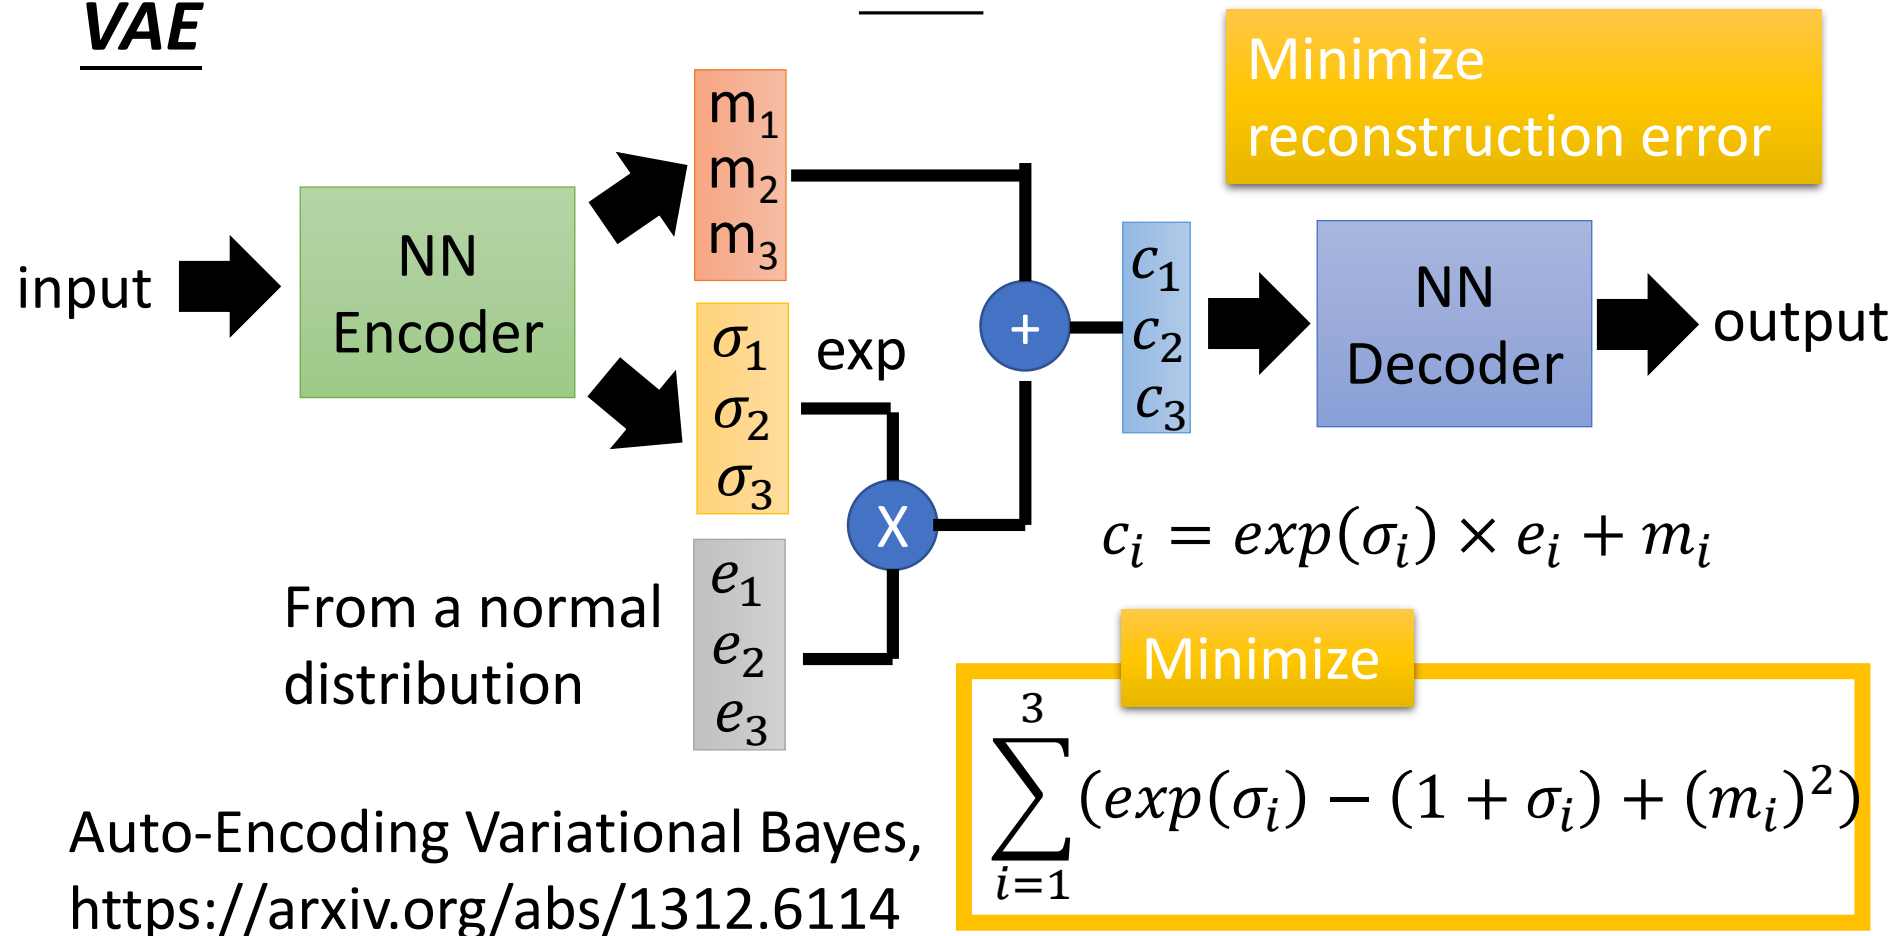 VAE
Minimize
reconstruction error
m₁
m₂
m₃
input
NN
Encoder
σ₁
σ₂
σ₃
exp
+
c₁
c₂
c₃
NN
Decoder
output
X
cᵢ = exp(σᵢ) × eᵢ + mᵢ
From a normal
distribution
e₁
e₂
e₃
Minimize
3
∑(exp(σᵢ) − (1 + σᵢ) + (mᵢ)²)
i=1
Auto-Encoding Variational Bayes,
https://arxiv.org/abs/1312.6114